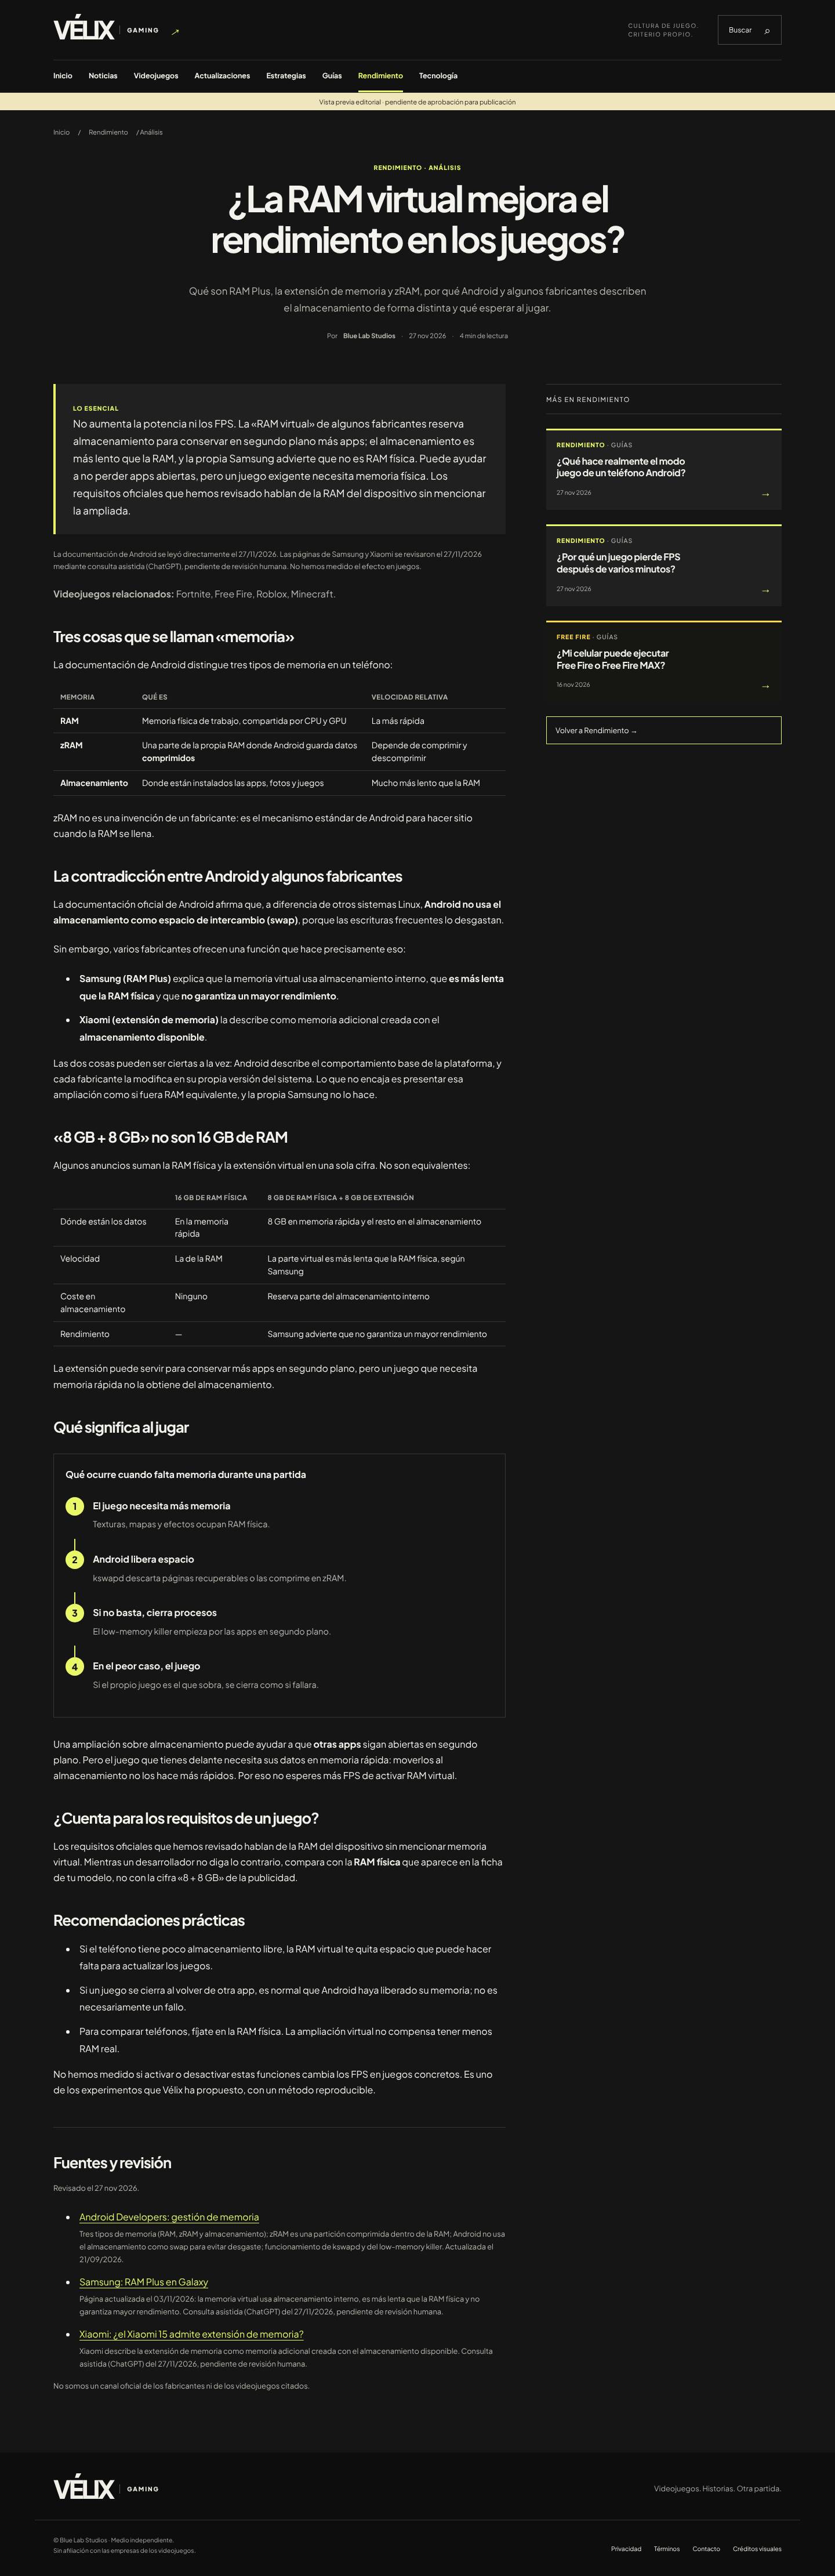 VÉLIX GAMING →
CULTURA DE JUEGO.
CRITERIO PROPIO.
Buscar ⌕
Inicio Noticias Videojuegos Actualizaciones Estrategias Guías Rendimiento Tecnología
Vista previa editorial · pendiente de aprobación para publicación
Inicio / Rendimiento / Análisis
RENDIMIENTO · ANÁLISIS
¿La RAM virtual mejora el
rendimiento en los juegos?
Qué son RAM Plus, la extensión de memoria y zRAM, por qué Android y algunos fabricantes describen
el almacenamiento de forma distinta y qué esperar al jugar.
Por Blue Lab Studios · 27 nov 2026 · 4 min de lectura
LO ESENCIAL
No aumenta la potencia ni los FPS. La «RAM virtual» de algunos fabricantes reserva
almacenamiento para conservar en segundo plano más apps; el almacenamiento es
más lento que la RAM, y la propia Samsung advierte que no es RAM física. Puede ayudar
a no perder apps abiertas, pero un juego exigente necesita memoria física. Los
requisitos oficiales que hemos revisado hablan de la RAM del dispositivo sin mencionar
la ampliada.
La documentación de Android se leyó directamente el 27/11/2026. Las páginas de Samsung y Xiaomi se revisaron el 27/11/2026
mediante consulta asistida (ChatGPT), pendiente de revisión humana. No hemos medido el efecto en juegos.
Videojuegos relacionados: Fortnite, Free Fire, Roblox, Minecraft.
Tres cosas que se llaman «memoria»
La documentación de Android distingue tres tipos de memoria en un teléfono:
MEMORIA QUÉ ES VELOCIDAD RELATIVA
RAM Memoria física de trabajo, compartida por CPU y GPU La más rápida
zRAM Una parte de la propia RAM donde Android guarda datos comprimidos Depende de comprimir y descomprimir
Almacenamiento Donde están instalados las apps, fotos y juegos Mucho más lento que la RAM
zRAM no es una invención de un fabricante: es el mecanismo estándar de Android para hacer sitio
cuando la RAM se llena.
La contradicción entre Android y algunos fabricantes
La documentación oficial de Android afirma que, a diferencia de otros sistemas Linux, Android no usa el
almacenamiento como espacio de intercambio (swap), porque las escrituras frecuentes lo desgastan.
Sin embargo, varios fabricantes ofrecen una función que hace precisamente eso:
• Samsung (RAM Plus) explica que la memoria virtual usa almacenamiento interno, que es más lenta
que la RAM física y que no garantiza un mayor rendimiento.
• Xiaomi (extensión de memoria) la describe como memoria adicional creada con el
almacenamiento disponible.
Las dos cosas pueden ser ciertas a la vez: Android describe el comportamiento base de la plataforma, y
cada fabricante la modifica en su propia versión del sistema. Lo que no encaja es presentar esa
ampliación como si fuera RAM equivalente, y la propia Samsung no lo hace.
«8 GB + 8 GB» no son 16 GB de RAM
Algunos anuncios suman la RAM física y la extensión virtual en una sola cifra. No son equivalentes:
16 GB DE RAM FÍSICA 8 GB DE RAM FÍSICA + 8 GB DE EXTENSIÓN
Dónde están los datos En la memoria rápida 8 GB en memoria rápida y el resto en el almacenamiento
Velocidad La de la RAM La parte virtual es más lenta que la RAM física, según Samsung
Coste en almacenamiento Ninguno Reserva parte del almacenamiento interno
Rendimiento — Samsung advierte que no garantiza un mayor rendimiento
La extensión puede servir para conservar más apps en segundo plano, pero un juego que necesita
memoria rápida no la obtiene del almacenamiento.
Qué significa al jugar
Qué ocurre cuando falta memoria durante una partida
1 El juego necesita más memoria
Texturas, mapas y efectos ocupan RAM física.
2 Android libera espacio
kswapd descarta páginas recuperables o las comprime en zRAM.
3 Si no basta, cierra procesos
El low-memory killer empieza por las apps en segundo plano.
4 En el peor caso, el juego
Si el propio juego es el que sobra, se cierra como si fallara.
Una ampliación sobre almacenamiento puede ayudar a que otras apps sigan abiertas en segundo
plano. Pero el juego que tienes delante necesita sus datos en memoria rápida: moverlos al
almacenamiento no los hace más rápidos. Por eso no esperes más FPS de activar RAM virtual.
¿Cuenta para los requisitos de un juego?
Los requisitos oficiales que hemos revisado hablan de la RAM del dispositivo sin mencionar memoria
virtual. Mientras un desarrollador no diga lo contrario, compara con la RAM física que aparece en la ficha
de tu modelo, no con la cifra «8 + 8 GB» de la publicidad.
Recomendaciones prácticas
• Si el teléfono tiene poco almacenamiento libre, la RAM virtual te quita espacio que puede hacer
falta para actualizar los juegos.
• Si un juego se cierra al volver de otra app, es normal que Android haya liberado su memoria; no es
necesariamente un fallo.
• Para comparar teléfonos, fíjate en la RAM física. La ampliación virtual no compensa tener menos
RAM real.
No hemos medido si activar o desactivar estas funciones cambia los FPS en juegos concretos. Es uno
de los experimentos que Vélix ha propuesto, con un método reproducible.
Fuentes y revisión
Revisado el 27 nov 2026.
• Android Developers: gestión de memoria
Tres tipos de memoria (RAM, zRAM y almacenamiento); zRAM es una partición comprimida dentro de la RAM; Android no usa
el almacenamiento como swap para evitar desgaste; funcionamiento de kswapd y del low-memory killer. Actualizada el
21/09/2026.
• Samsung: RAM Plus en Galaxy
Página actualizada el 03/11/2026: la memoria virtual usa almacenamiento interno, es más lenta que la RAM física y no
garantiza mayor rendimiento. Consulta asistida (ChatGPT) del 27/11/2026, pendiente de revisión humana.
• Xiaomi: ¿el Xiaomi 15 admite extensión de memoria?
Xiaomi describe la extensión de memoria como memoria adicional creada con el almacenamiento disponible. Consulta
asistida (ChatGPT) del 27/11/2026, pendiente de revisión humana.
No somos un canal oficial de los fabricantes ni de los videojuegos citados.
MÁS EN RENDIMIENTO
RENDIMIENTO · GUÍAS
¿Qué hace realmente el modo
juego de un teléfono Android?
27 nov 2026 →
RENDIMIENTO · GUÍAS
¿Por qué un juego pierde FPS
después de varios minutos?
27 nov 2026 →
FREE FIRE · GUÍAS
¿Mi celular puede ejecutar
Free Fire o Free Fire MAX?
16 nov 2026 →
Volver a Rendimiento →
VÉLIX GAMING
Videojuegos. Historias. Otra partida.
© Blue Lab Studios · Medio independiente.
Sin afiliación con las empresas de los videojuegos.
Privacidad Términos Contacto Créditos visuales